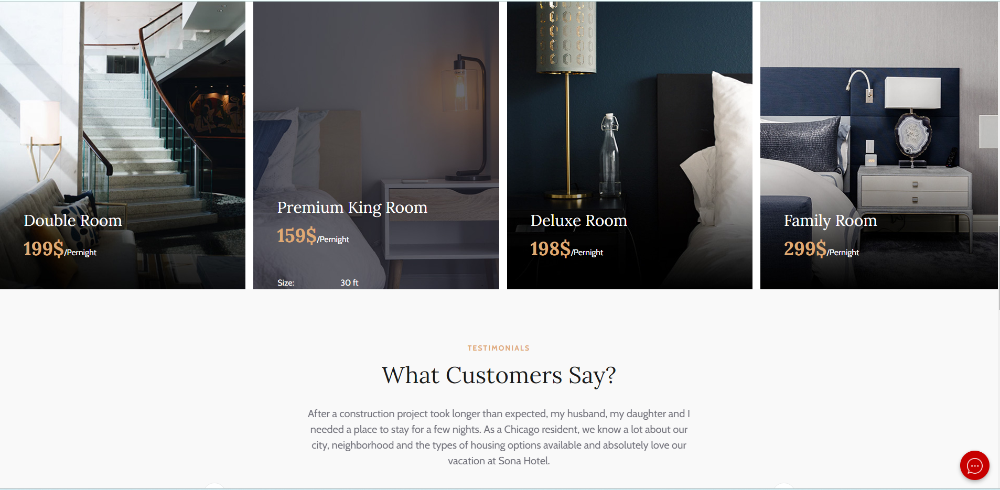 Double Room
199$/Pernight
Premium King Room
159$/Pernight
Size: 30 ft
Deluxe Room
198$/Pernight
Family Room
299$/Pernight
TESTIMONIALS
What Customers Say?
After a construction project took longer than expected, my husband, my daughter and I
needed a place to stay for a few nights. As a Chicago resident, we know a lot about our
city, neighborhood and the types of housing options available and absolutely love our
vacation at Sona Hotel.